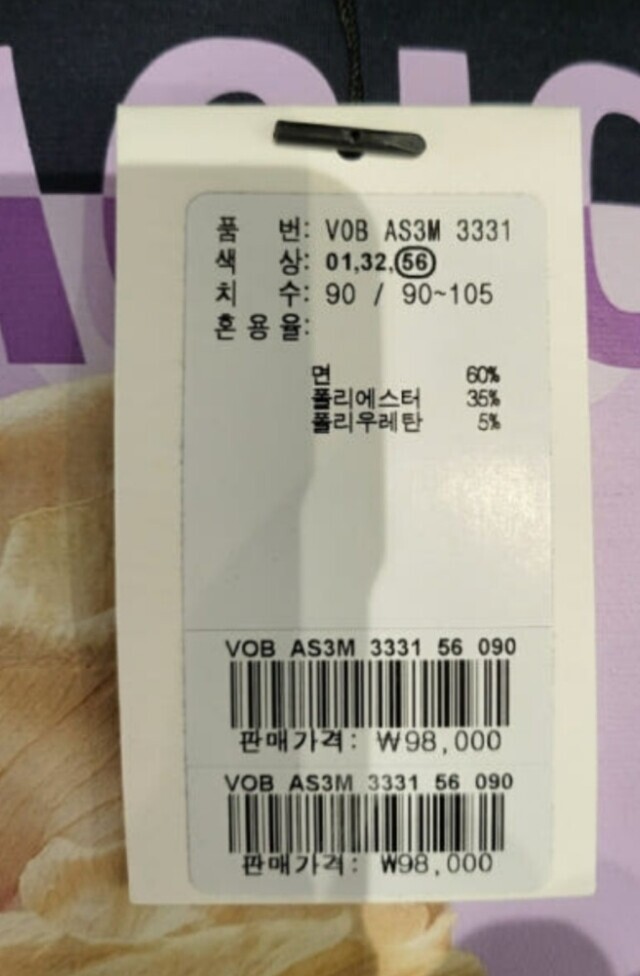 품 번: VOB AS3M 3331
색 상: 01,32,56
치 수: 90 / 90~105
혼용율:
면 60%
폴리에스터 35%
폴리우레탄 5%
VOB AS3M 3331 56 090
판매가격: ₩98,000
VOB AS3M 3331 56 090
판매가격: ₩98,000